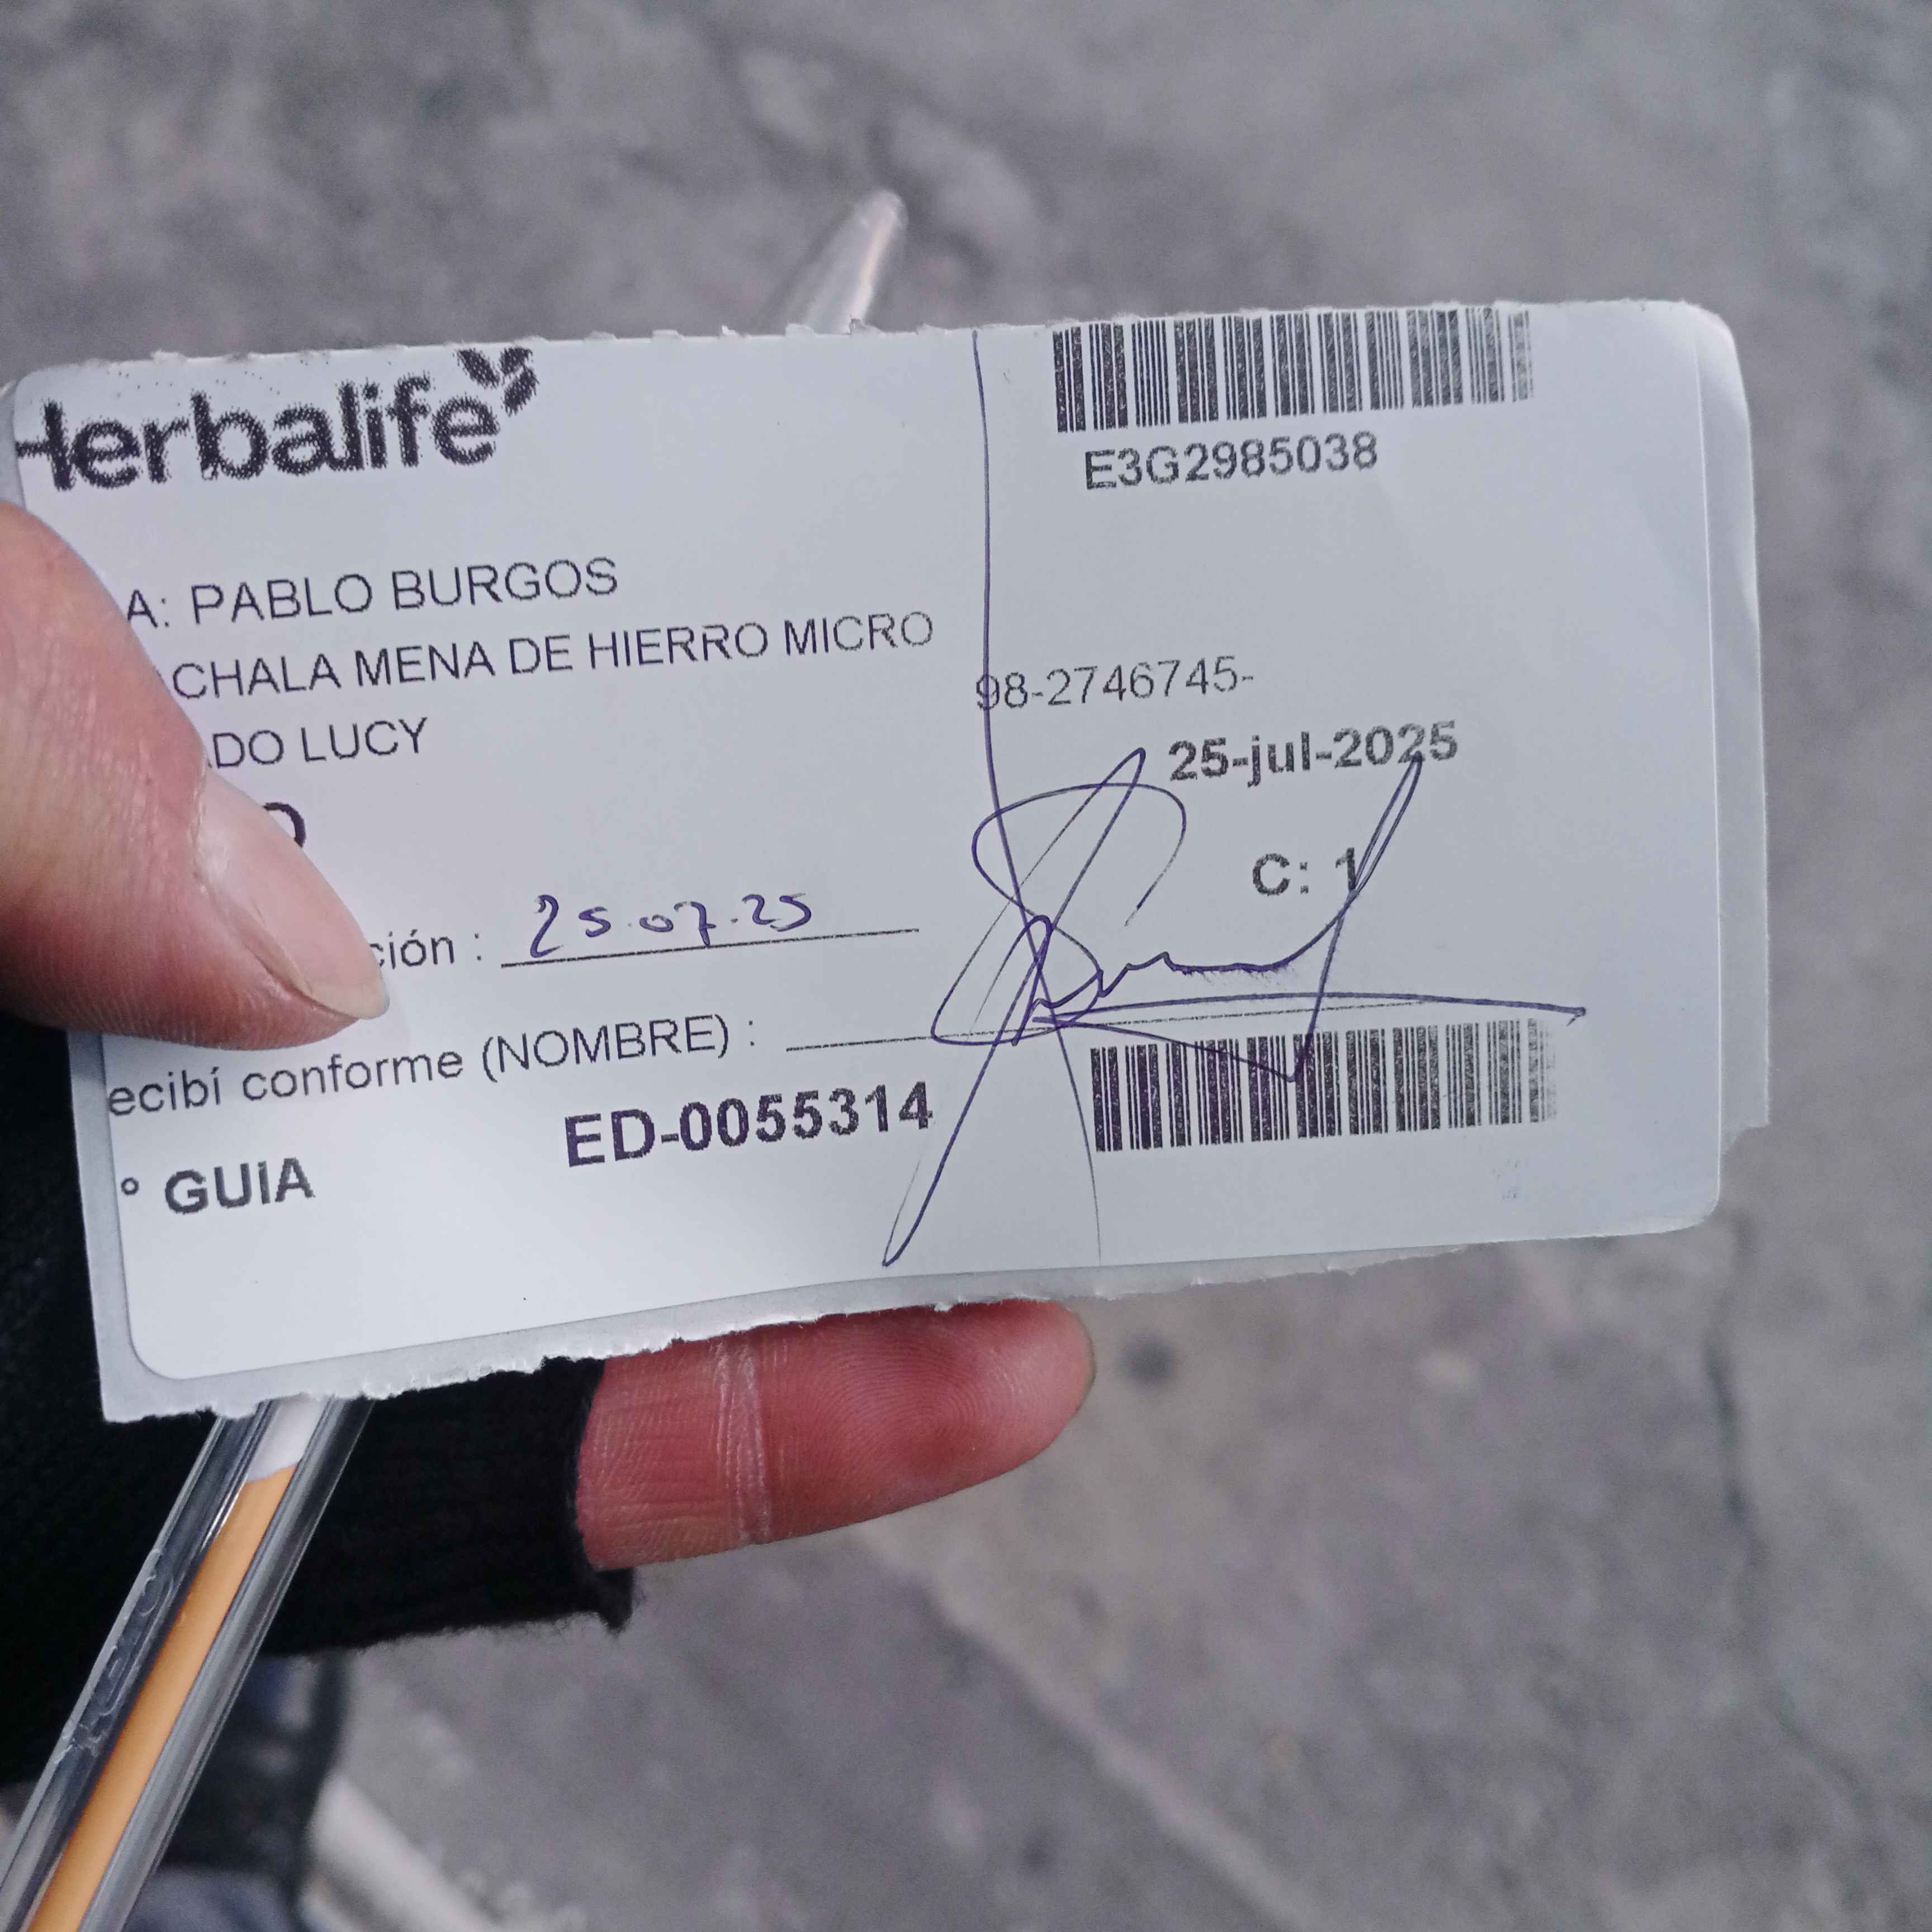 Herbalife
E3G2985038
A: PABLO BURGOS
CHALA MENA DE HIERRO MICRO
98-2746745-
DO LUCY
25-jul-2025
O
C: 1
ción : 25.07.25
ecibí conforme (NOMBRE) :
ED-0055314
° GUIA